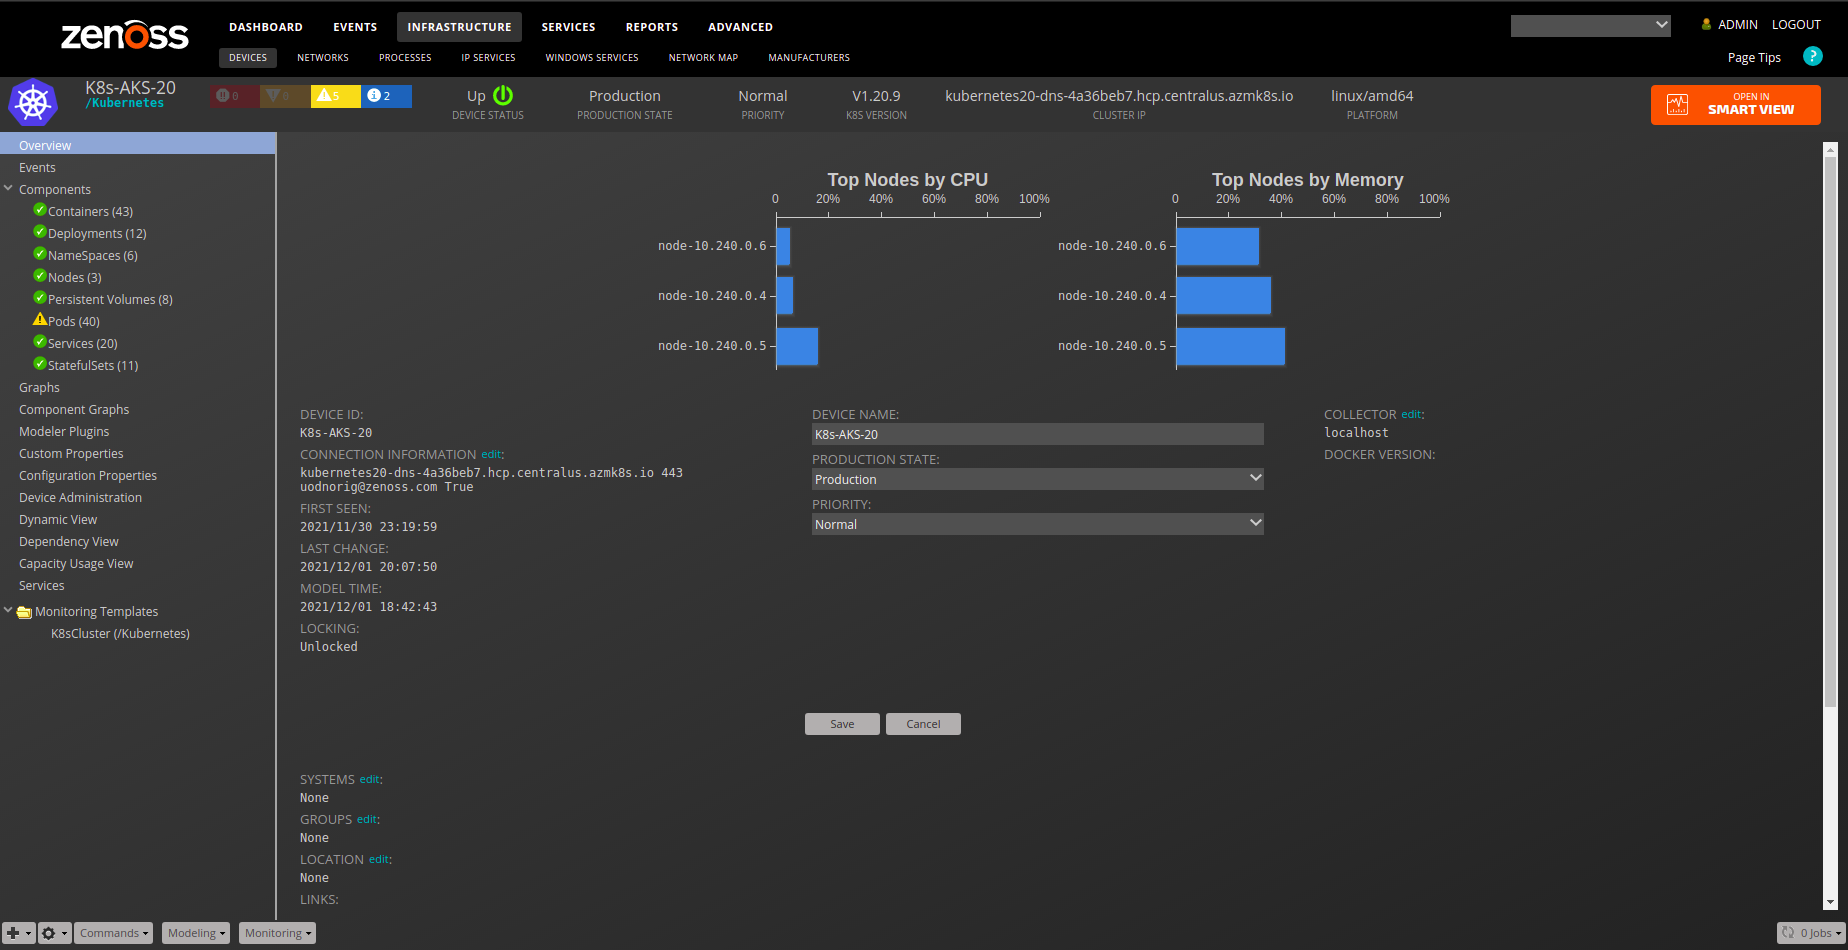 zenoss
DASHBOARD EVENTS INFRASTRUCTURE SERVICES REPORTS ADVANCED
ADMIN LOGOUT
DEVICES NETWORKS PROCESSES IP SERVICES WINDOWS SERVICES NETWORK MAP MANUFACTURERS
Page Tips ?
K8s-AKS-20
/Kubernetes
0 0 5 2
Up Production Normal V1.20.9 kubernetes20-dns-4a36beb7.hcp.centralus.azmk8s.io linux/amd64
DEVICE STATUS PRODUCTION STATE PRIORITY K8S VERSION CLUSTER IP PLATFORM
OPEN IN
SMART VIEW
Overview
Events
Components
Containers (43)
Deployments (12)
NameSpaces (6)
Nodes (3)
Persistent Volumes (8)
Pods (40)
Services (20)
StatefulSets (11)
Graphs
Component Graphs
Modeler Plugins
Custom Properties
Configuration Properties
Device Administration
Dynamic View
Dependency View
Capacity Usage View
Services
Monitoring Templates
K8sCluster (/Kubernetes)
Top Nodes by CPU
0 20% 40% 60% 80% 100%
node-10.240.0.6
node-10.240.0.4
node-10.240.0.5
Top Nodes by Memory
0 20% 40% 60% 80% 100%
node-10.240.0.6
node-10.240.0.4
node-10.240.0.5
DEVICE ID:
K8s-AKS-20
CONNECTION INFORMATION edit:
kubernetes20-dns-4a36beb7.hcp.centralus.azmk8s.io 443
uodnorig@zenoss.com True
FIRST SEEN:
2021/11/30 23:19:59
LAST CHANGE:
2021/12/01 20:07:50
MODEL TIME:
2021/12/01 18:42:43
LOCKING:
Unlocked
DEVICE NAME:
K8s-AKS-20
PRODUCTION STATE:
Production
PRIORITY:
Normal
COLLECTOR edit:
localhost
DOCKER VERSION:
Save Cancel
SYSTEMS edit:
None
GROUPS edit:
None
LOCATION edit:
None
LINKS:
Commands Modeling Monitoring
0 Jobs